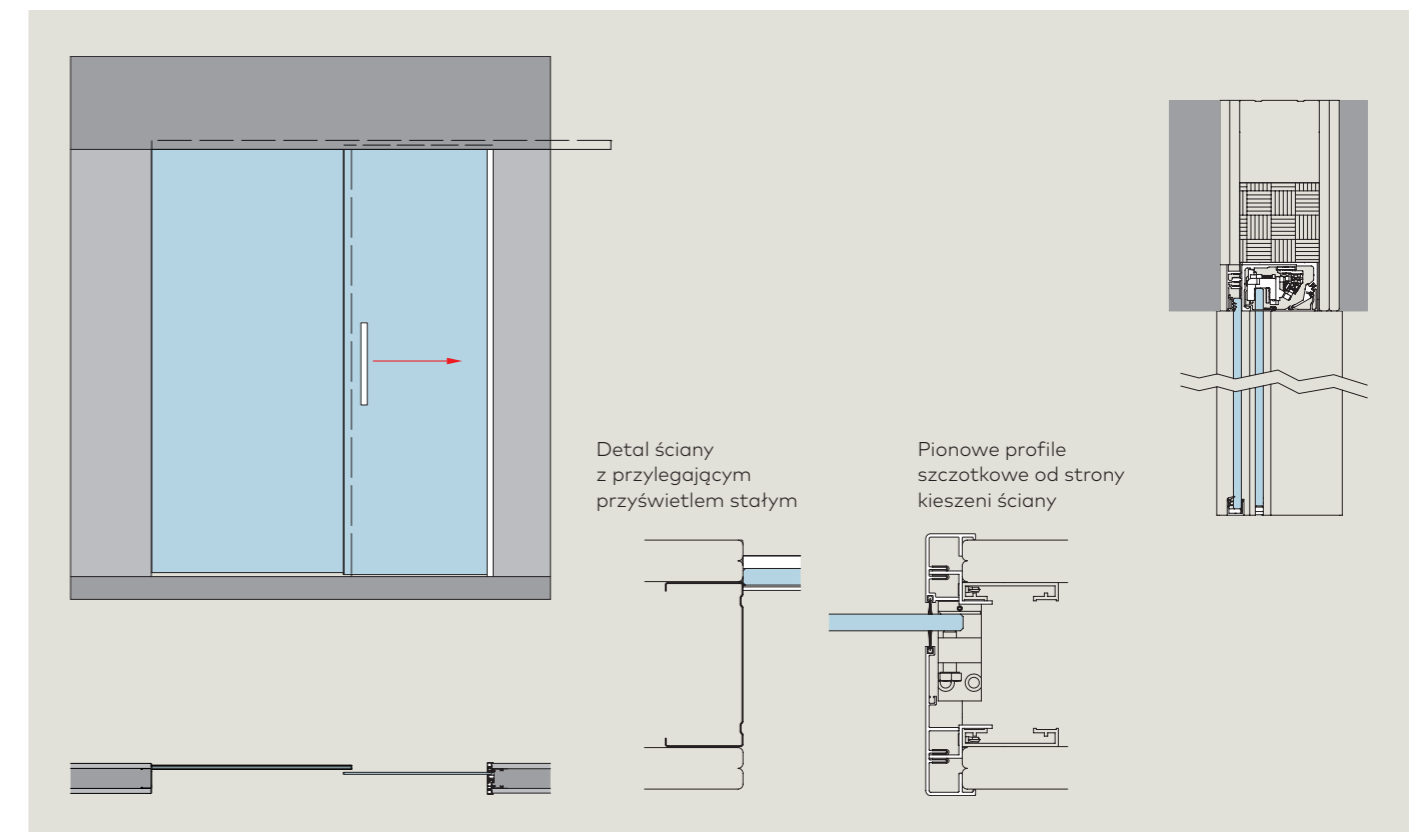 Detal ściany
z przylegającym
przyświetlem stałym
Pionowe profile
szczotkowe od strony
kieszeni ściany